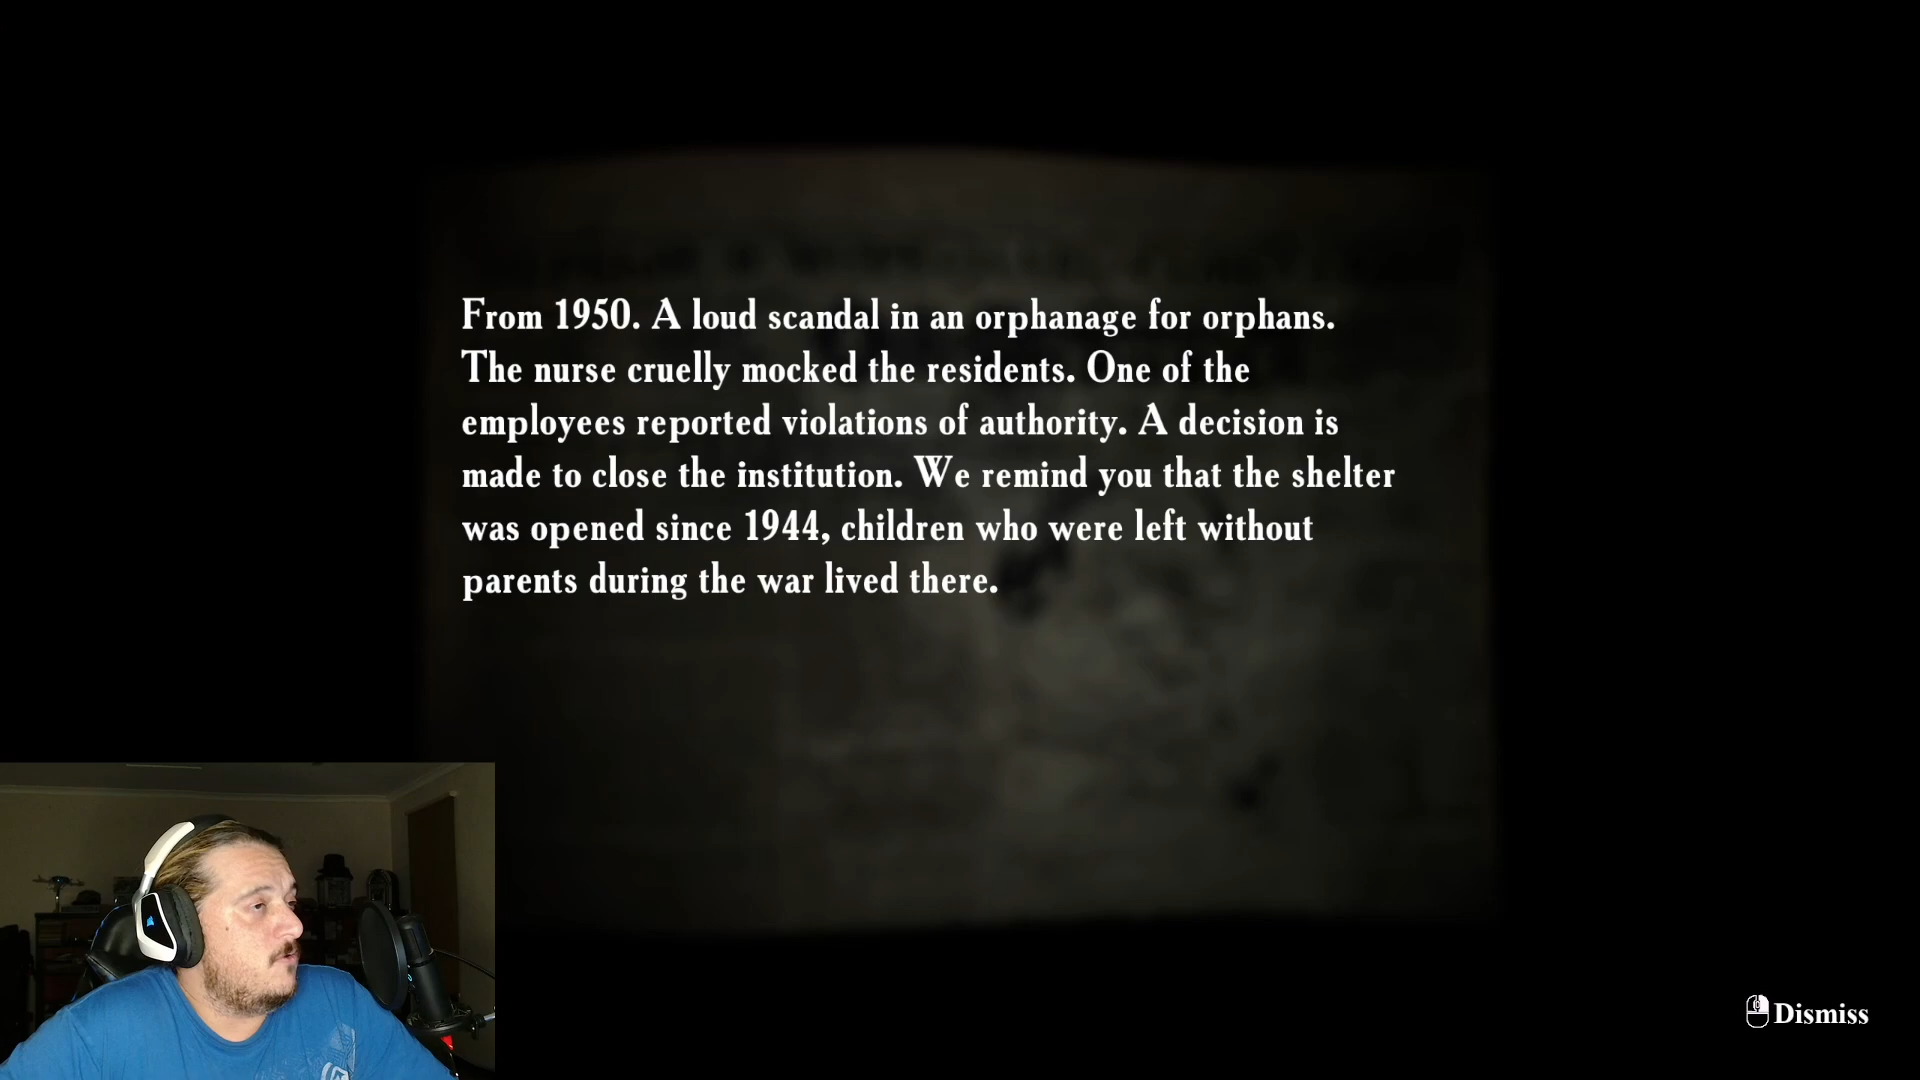 From 1950. A loud scandal in an orphanage for orphans.
The nurse cruelly mocked the residents. One of the
employees reported violations of authority. A decision is
made to close the institution. We remind you that the shelter
was opened since 1944, children who were left without
parents during the war lived there.
Dismiss